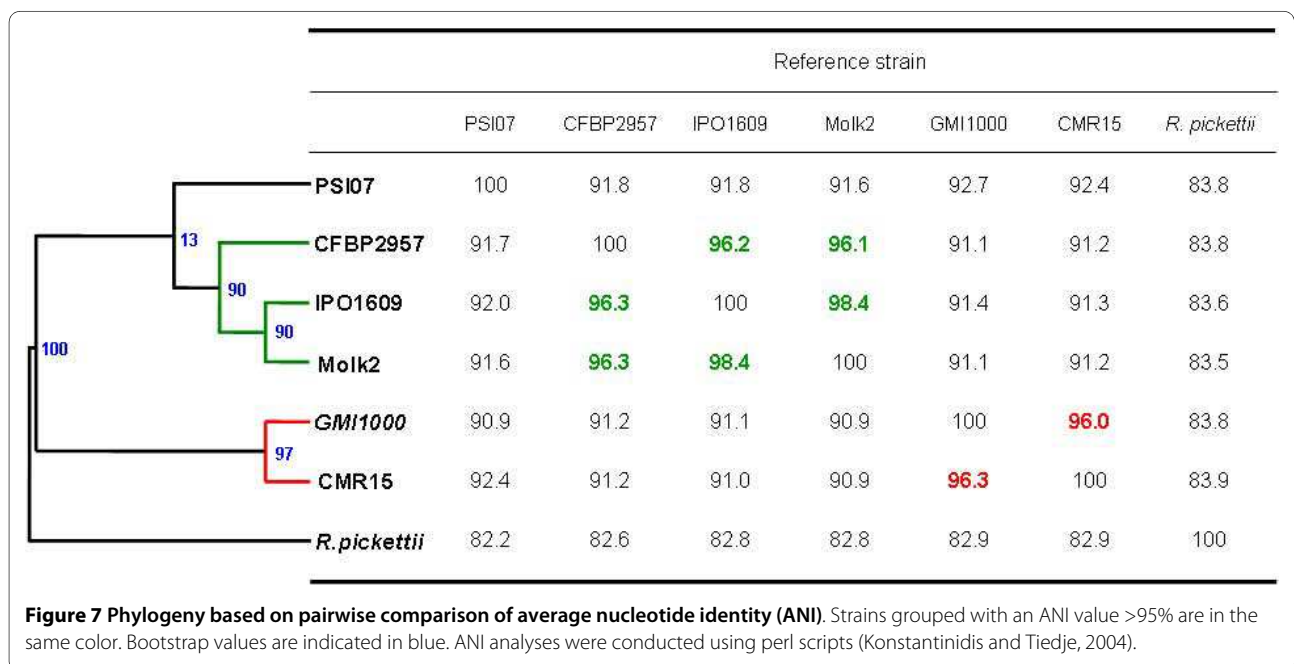 Reference strain
PSI07 CFBP2957 IPO1609 Molk2 GMI1000 CMR15 R. pickettii
PSI07 100 91.8 91.8 91.6 92.7 92.4 83.8
13
CFBP2957 91.7 100 96.2 96.1 91.1 91.2 83.8
90
IPO1609 92.0 96.3 100 98.4 91.4 91.3 83.6
90
100
Molk2 91.6 96.3 98.4 100 91.1 91.2 83.5
GMI1000 90.9 91.2 91.1 90.9 100 96.0 83.8
97
CMR15 92.4 91.2 91.0 90.9 96.3 100 83.9
R.pickettii 82.2 82.6 82.8 82.8 82.9 82.9 100
Figure 7 Phylogeny based on pairwise comparison of average nucleotide identity (ANI). Strains grouped with an ANI value >95% are in the
same color. Bootstrap values are indicated in blue. ANI analyses were conducted using perl scripts (Konstantinidis and Tiedje, 2004).